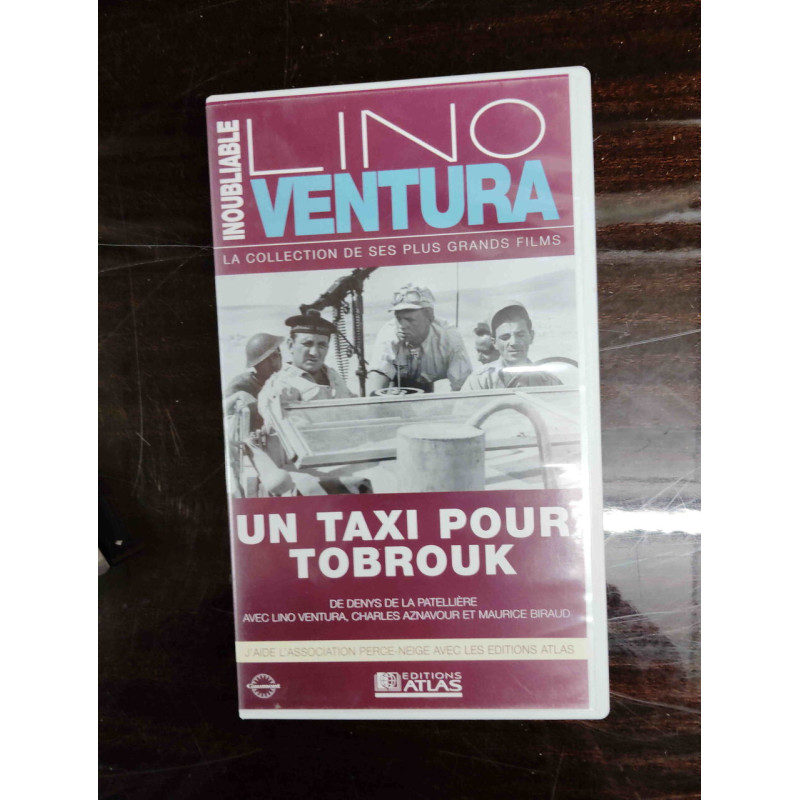 INOUBLIABLE
LINO
VENTURA
LA COLLECTION DE SES PLUS GRANDS FILMS
UN TAXI POUR
TOBROUK
DE DENYS DE LA PATELLIÈRE
AVEC LINO VENTURA, CHARLES AZNAVOUR ET MAURICE BIRAUD
J'AIDE L'ASSOCIATION PERCE-NEIGE AVEC LES EDITIONS ATLAS
EDITIONS
ATLAS